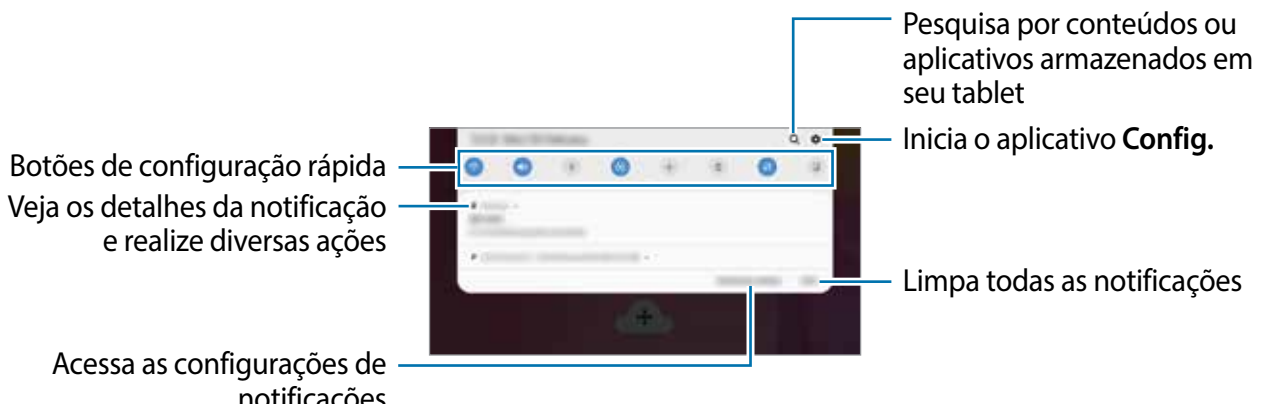 Pesquisa por conteúdos ou
aplicativos armazenados em
seu tablet
Inicia o aplicativo Config.
Botões de configuração rápida
Veja os detalhes da notificação
e realize diversas ações
Limpa todas as notificações
Acessa as configurações de
notificações